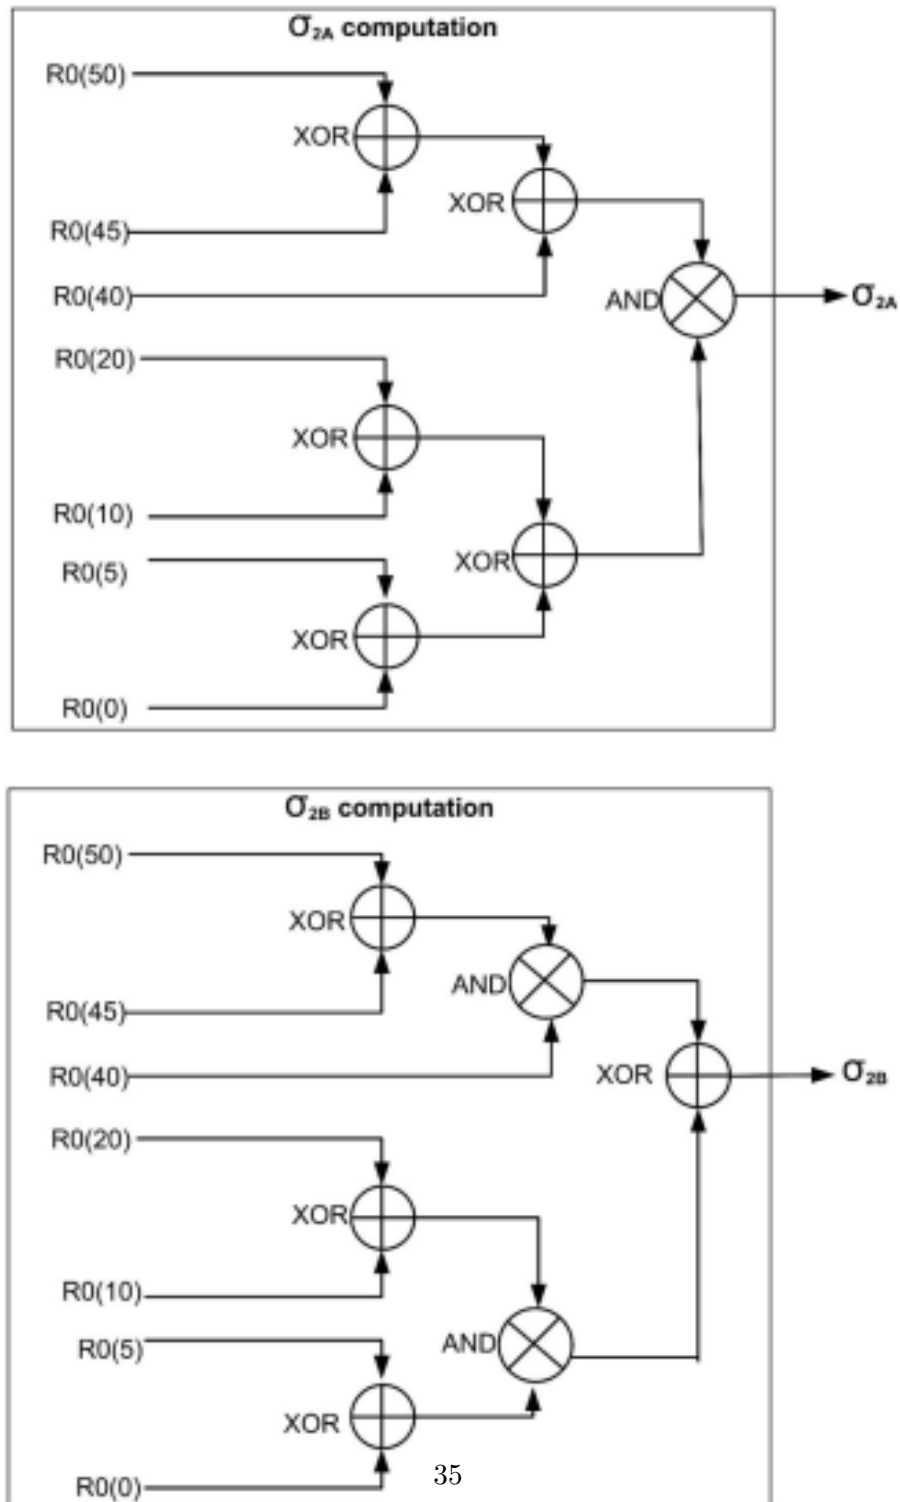 σ2A computation
R0(50)
XOR
R0(45)
XOR
R0(40)
AND
σ2A
R0(20)
XOR
R0(10)
R0(5)
XOR
XOR
R0(0)
σ2B computation
R0(50)
XOR
R0(45)
AND
R0(40)
XOR
σ2B
R0(20)
XOR
R0(10)
R0(5)
AND
XOR
R0(0)
35